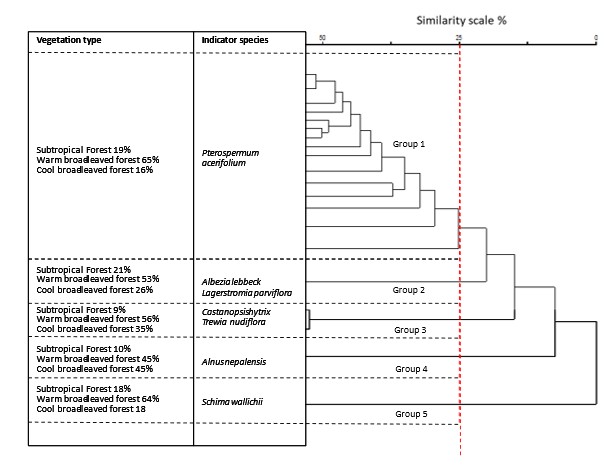 Similarity scale %
Vegetation type
Indicator species
50
25
0
Subtropical Forest 19%
Warm broadleaved forest 65%
Cool broadleaved forest 16%
Pterospermum
acerifolium
Group 1
Subtropical Forest 21%
Warm broadleaved forest 53%
Cool broadleaved forest 26%
Albezialebbeck
Lagerstromia parviflora
Group 2
Subtropical Forest 9%
Warm broadleaved forest 56%
Cool broadleaved forest 35%
Castanopsishytrix
Trewia nudiflora
Group 3
Subtropical Forest 10%
Warm broadleaved forest 45%
Cool broadleaved forest 45%
Alnusnepalensis
Group 4
Subtropical Forest 18%
Warm broadleaved forest 64%
Cool broadleaved forest 18
Schima wallichii
Group 5